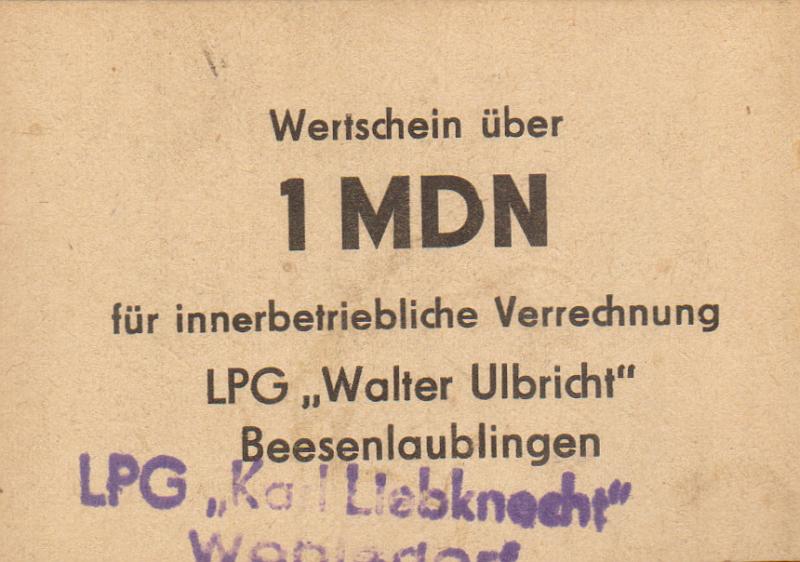 Wertschein über
1 MDN
für innerbetriebliche Verrechnung
LPG „Walter Ulbricht“
Beesenlaublingen
LPG „Karl Liebknecht“